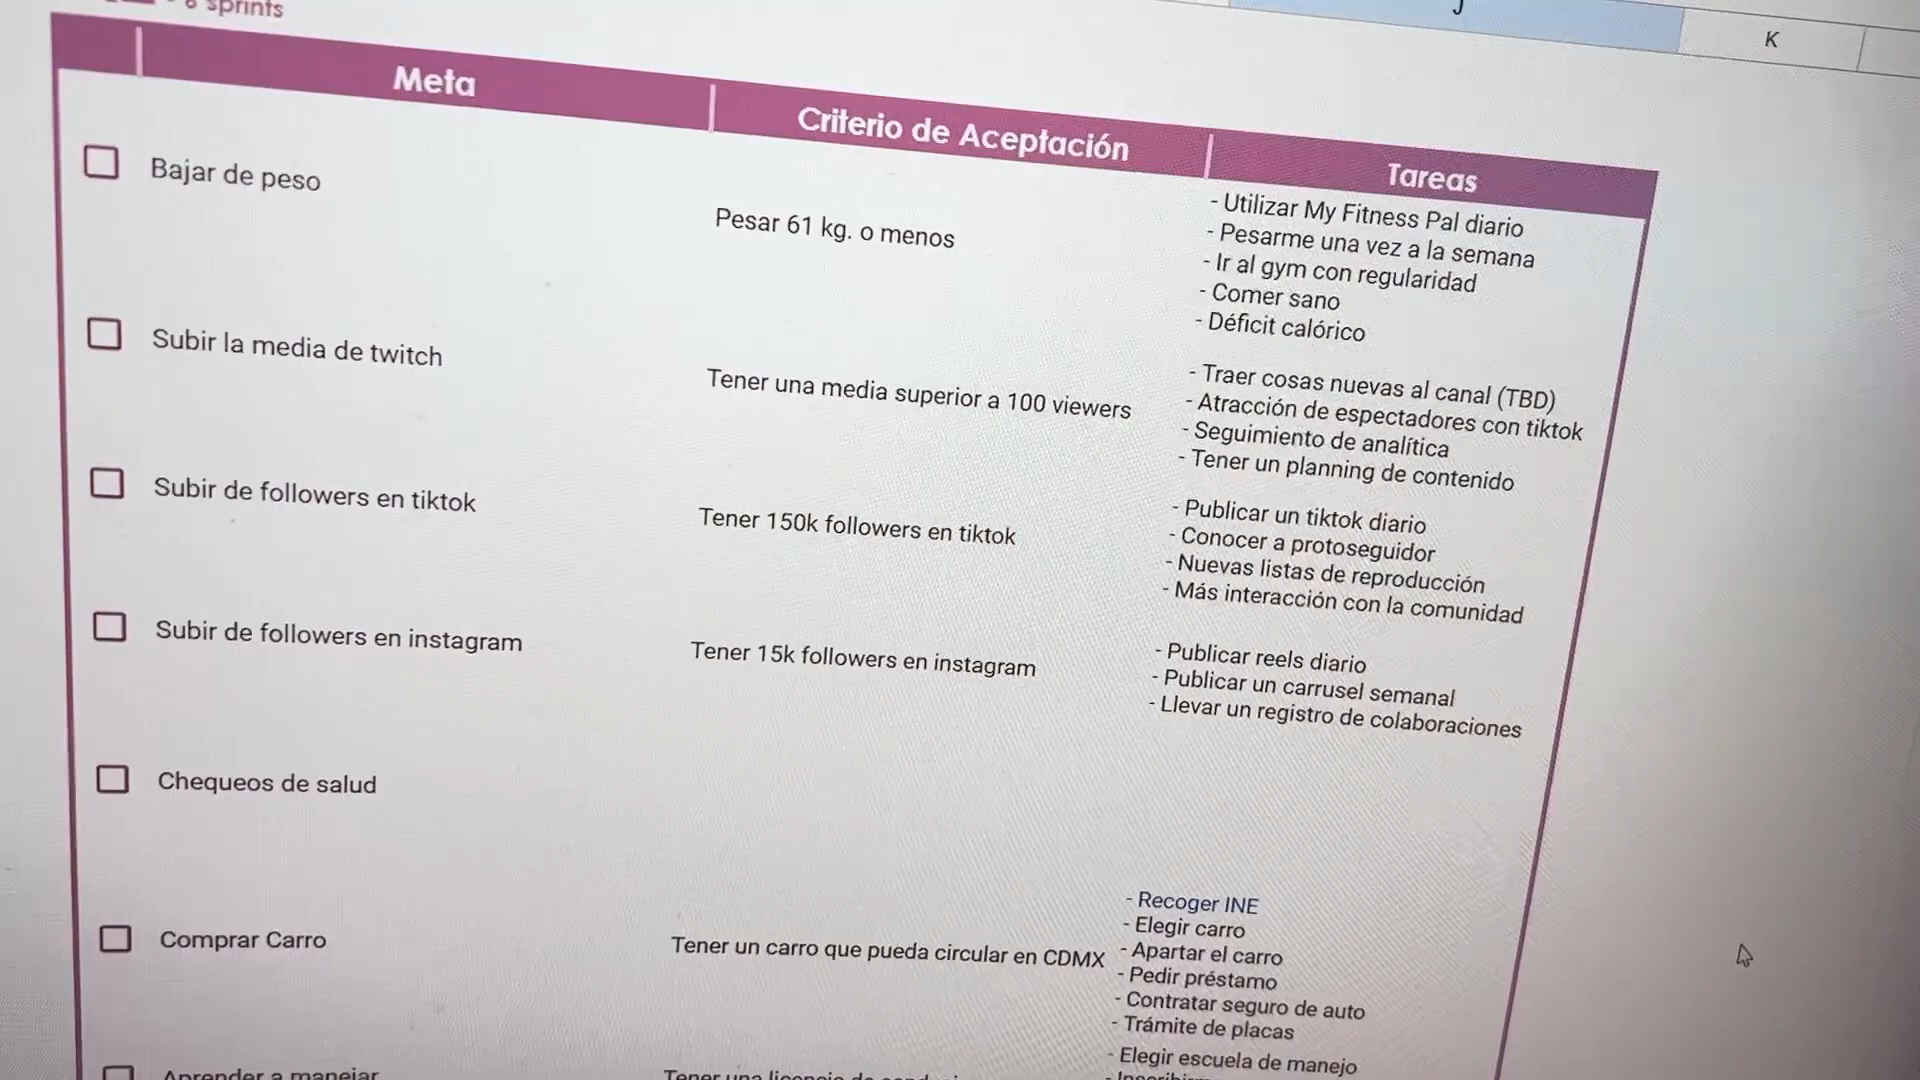 sprints
J
K
Meta
Criterio de Aceptación
Tareas
Bajar de peso
Pesar 61 kg. o menos
- Utilizar My Fitness Pal diario
- Pesarme una vez a la semana
- Ir al gym con regularidad
- Comer sano
- Déficit calórico
Subir la media de twitch
Tener una media superior a 100 viewers
- Traer cosas nuevas al canal (TBD)
- Atracción de espectadores con tiktok
- Seguimiento de analítica
- Tener un planning de contenido
Subir de followers en tiktok
Tener 150k followers en tiktok
- Publicar un tiktok diario
- Conocer a protoseguidor
- Nuevas listas de reproducción
- Más interacción con la comunidad
Subir de followers en instagram
Tener 15k followers en instagram
- Publicar reels diario
- Publicar un carrusel semanal
- Llevar un registro de colaboraciones
Chequeos de salud
Comprar Carro
Tener un carro que pueda circular en CDMX
- Recoger INE
- Elegir carro
- Apartar el carro
- Pedir préstamo
- Contratar seguro de auto
- Trámite de placas
Aprender a manejar
Tener una licencia de
- Elegir escuela de manejo